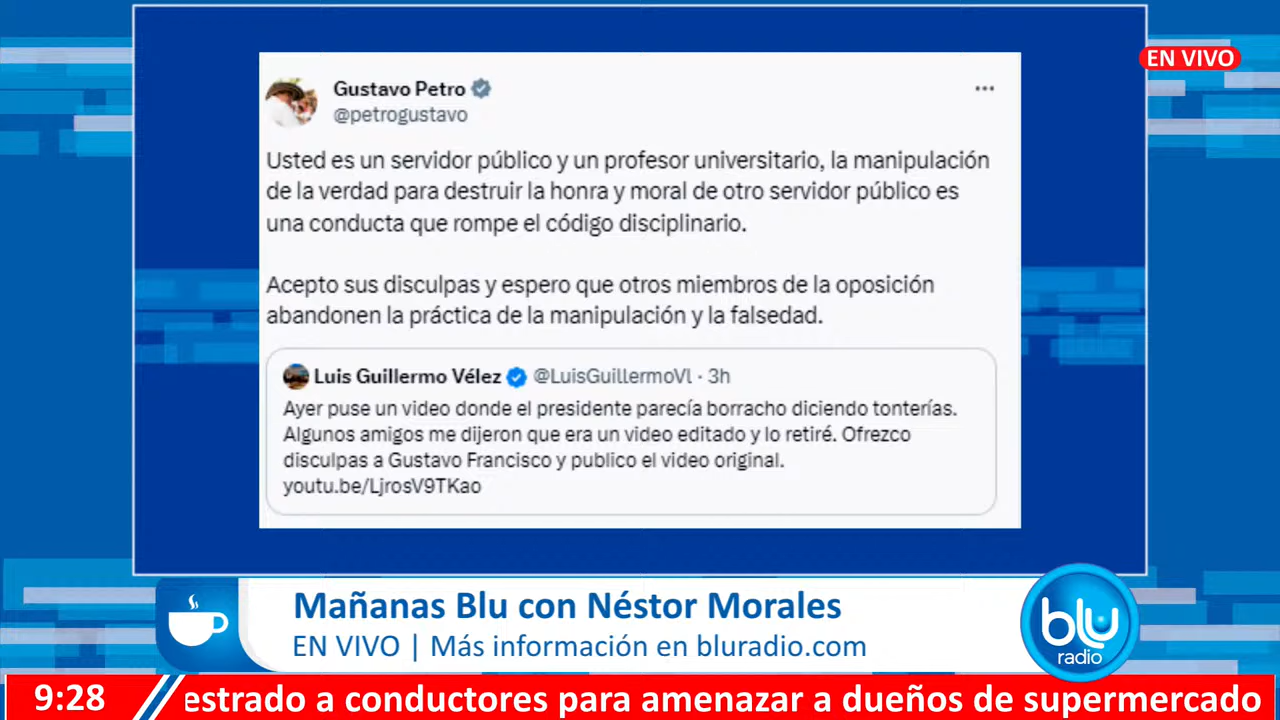 EN VIVO
Gustavo Petro
@petrogustavo
Usted es un servidor público y un profesor universitario, la manipulación
de la verdad para destruir la honra y moral de otro servidor público es
una conducta que rompe el código disciplinario.
Acepto sus disculpas y espero que otros miembros de la oposición
abandonen la práctica de la manipulación y la falsedad.
Luis Guillermo Vélez @LuisGuillermoVl · 3h
Ayer puse un video donde el presidente parecía borracho diciendo tonterías.
Algunos amigos me dijeron que era un video editado y lo retiré. Ofrezco
disculpas a Gustavo Francisco y publico el video original.
youtu.be/LjrosV9TKao
Mañanas Blu con Néstor Morales
EN VIVO | Más información en bluradio.com
blu
radio
9:28 estrado a conductores para amenazar a dueños de supermercado